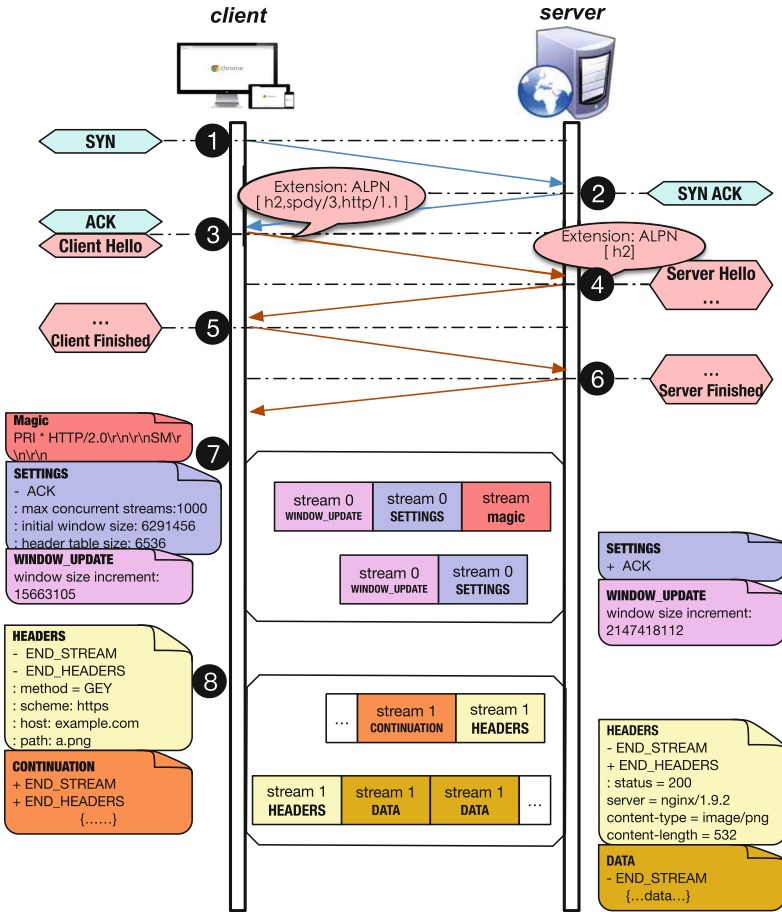 client
server
chrome
1
SYN
Extension: ALPN
[ h2,spdy/3,http/1.1 ]
2
SYN ACK
ACK
Client Hello
3
Extension: ALPN
[ h2]
4
Server Hello
...
...
Client Finished
5
6
...
Server Finished
7
Magic
PRI * HTTP/2.0\r\n\r\nSM\r
\n\r\n
SETTINGS
- ACK
: max concurrent streams:1000
: initial window size: 6291456
: header table size: 6536
WINDOW_UPDATE
window size increment:
15663105
stream 0
WINDOW_UPDATE
stream 0
SETTINGS
stream
magic
stream 0
WINDOW_UPDATE
stream 0
SETTINGS
SETTINGS
+ ACK
WINDOW_UPDATE
window size increment:
2147418112
8
HEADERS
- END_STREAM
- END_HEADERS
: method = GEY
: scheme: https
: host: example.com
: path: a.png
CONTINUATION
+ END_STREAM
+ END_HEADERS
{......}
...
stream 1
CONTINUATION
stream 1
HEADERS
stream 1
HEADERS
stream 1
DATA
stream 1
DATA
...
HEADERS
- END_STREAM
+ END_HEADERS
: status = 200
server = nginx/1.9.2
content-type = image/png
content-length = 532
DATA
- END_STREAM
{...data...}